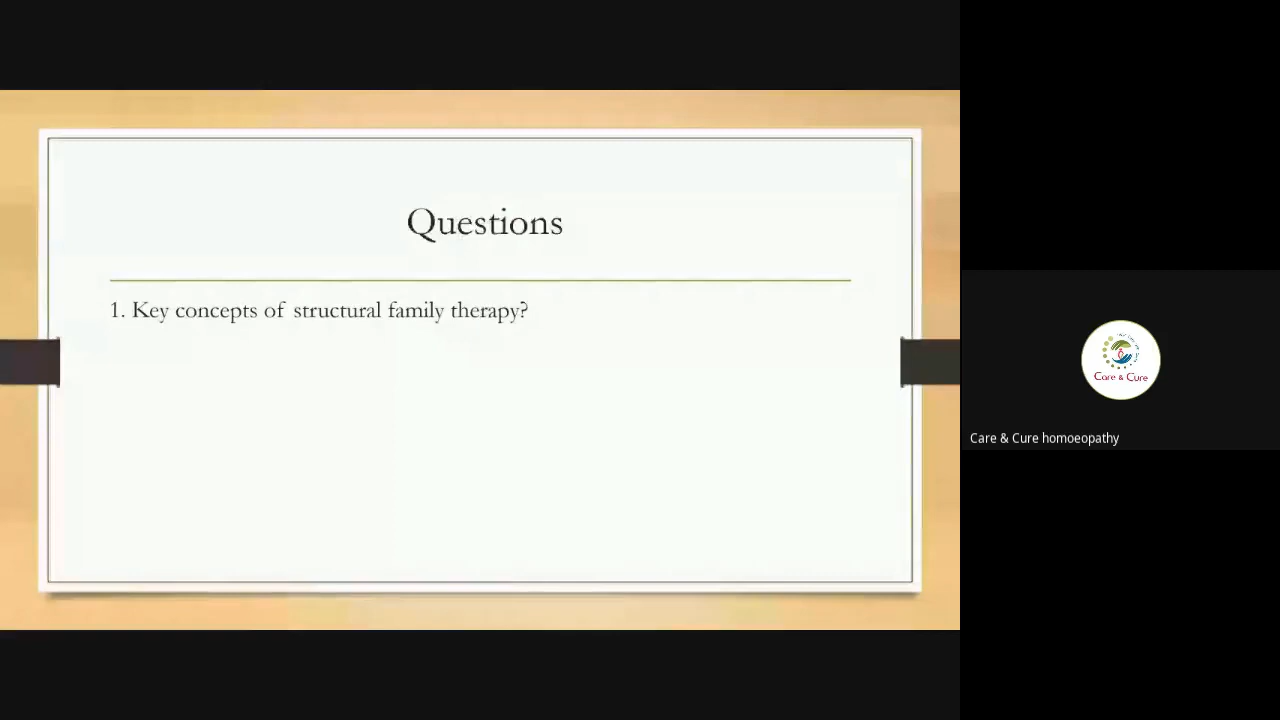 Questions
1. Key concepts of structural family therapy?
Care & Cure
Care & Cure homoeopathy